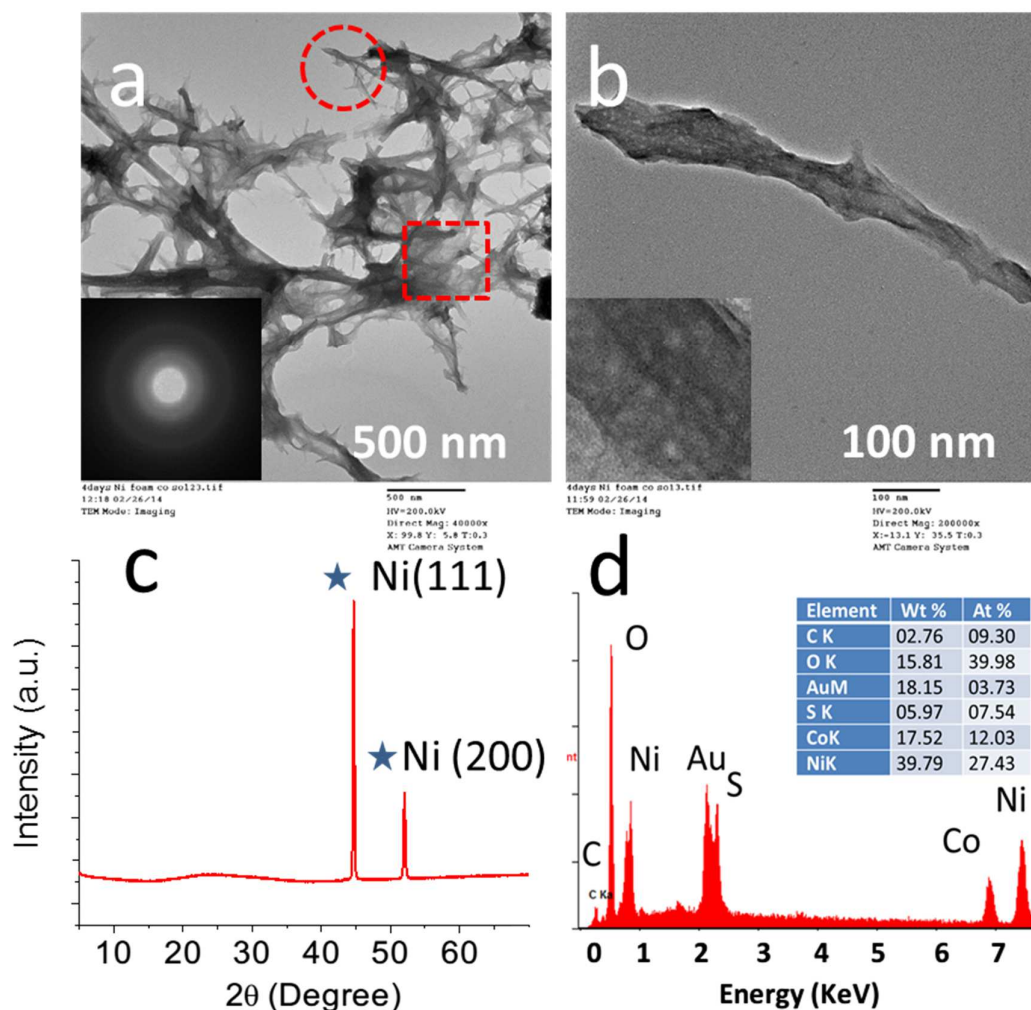 a
500 nm
4days Ni foam co sol23.tif
12:18 02/26/14
TEM Mode: Imaging
500 nm
HV=200.0kV
Direct Mag: 40000x
X: 99.8 Y: 5.8 T:0.3
AMT Camera System
b
100 nm
4days Ni foam co sol3.tif
11:59 02/26/14
TEM Mode: Imaging
100 nm
HV=200.0kV
Direct Mag: 200000x
X:-13.1 Y: 35.5 T:0.3
AMT Camera System
c
★ Ni(111)
★ Ni (200)
Intensity (a.u.)
10 20 30 40 50 60
2θ (Degree)
d
Element Wt % At %
C K 02.76 09.30
O K 15.81 39.98
AuM 18.15 03.73
S K 05.97 07.54
CoK 17.52 12.03
NiK 39.79 27.43
O
Ni
Au
S
Ni
Co
C
C Ka
nt
0 1 2 3 4 5 6 7
Energy (KeV)